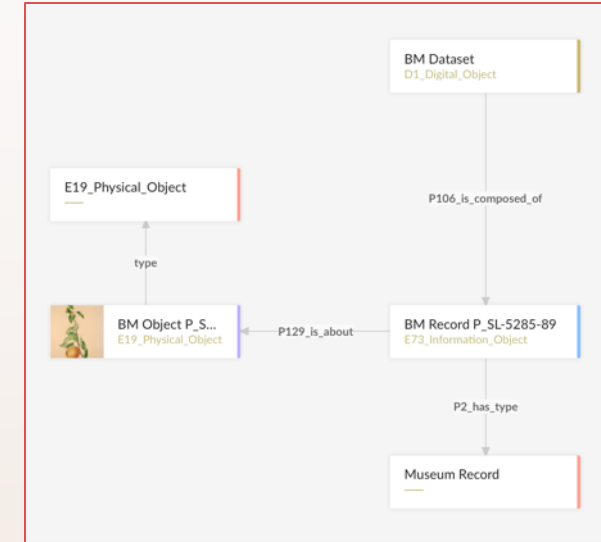 BM Dataset
D1_Digital_Object
P106_is_composed_of
E19_Physical_Object
type
BM Object P_S...
E19_Physical_Object
P129_is_about
BM Record P_SL-5285-89
E73_Information_Object
P2_has_type
Museum Record